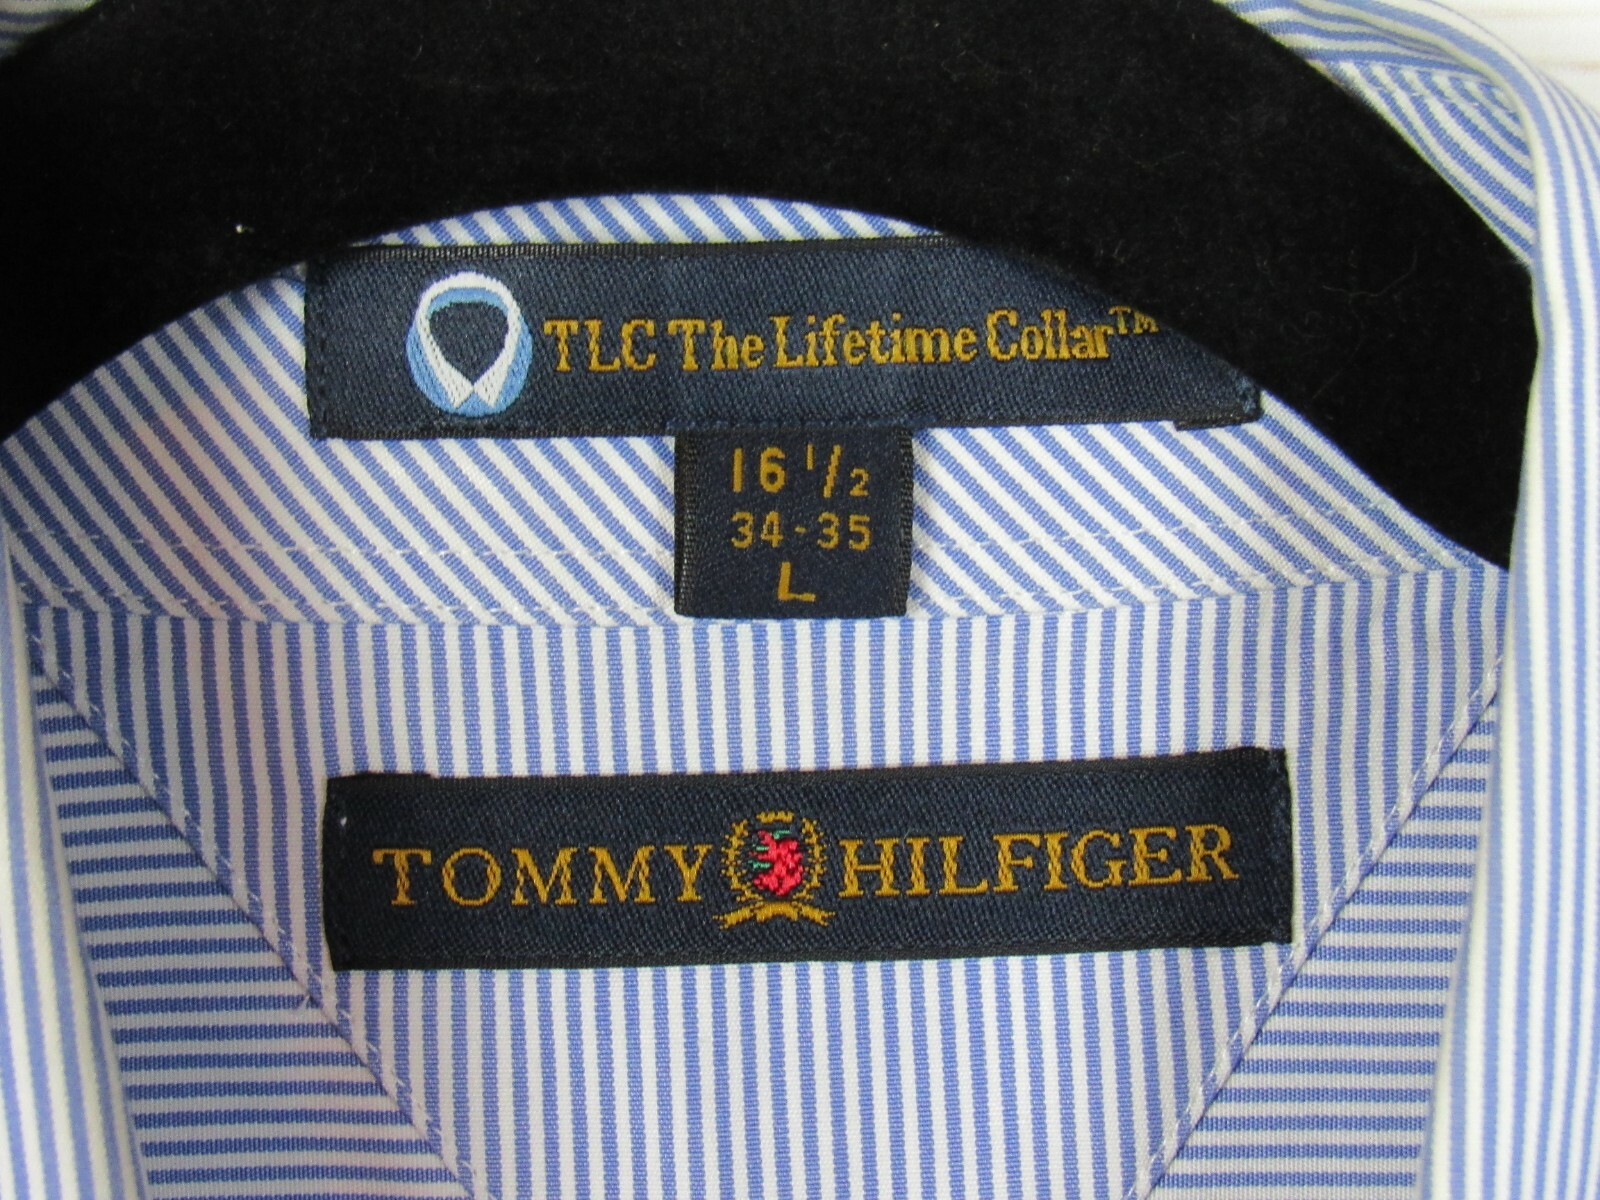 TLC The Lifetime Collar™
16 1/2
34-35
L
TOMMY HILFIGER